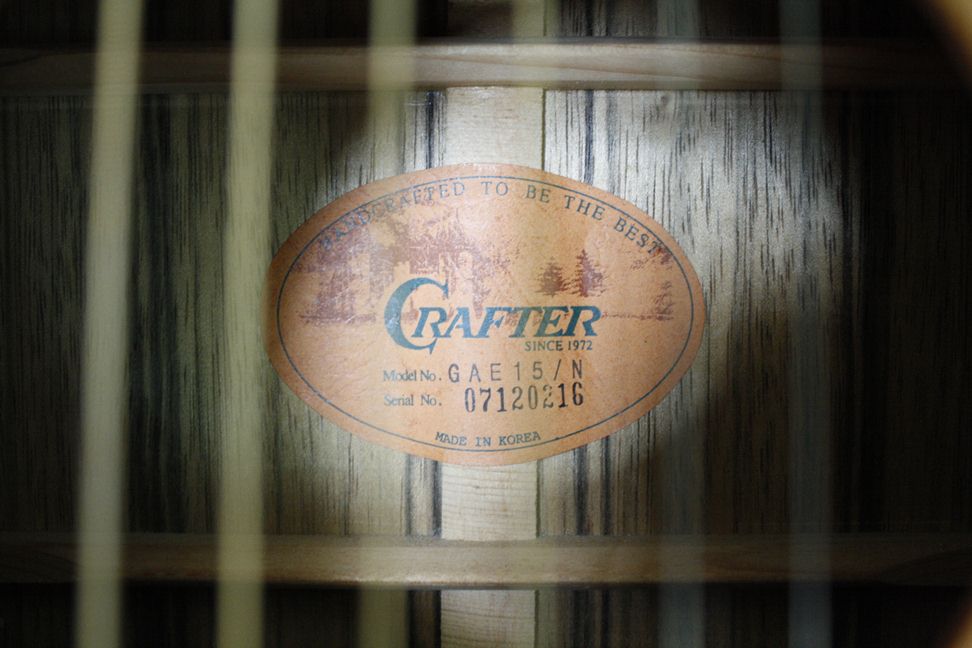 HANDCRAFTED TO BE THE BEST
CRAFTER
SINCE 1972
Model No. GAE15/N
Serial No. 07120216
MADE IN KOREA